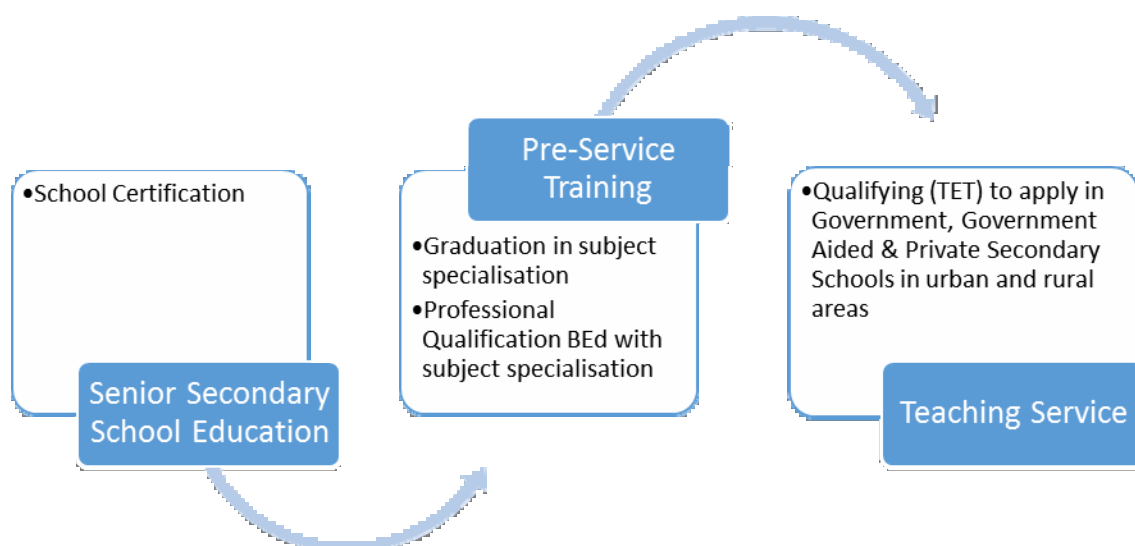 •School Certification
Senior Secondary
School Education
Pre-Service
Training
•Graduation in subject
specialisation
•Professional
Qualification BEd with
subject specialisation
•Qualifying (TET) to apply in
Government, Government
Aided & Private Secondary
Schools in urban and rural
areas
Teaching Service